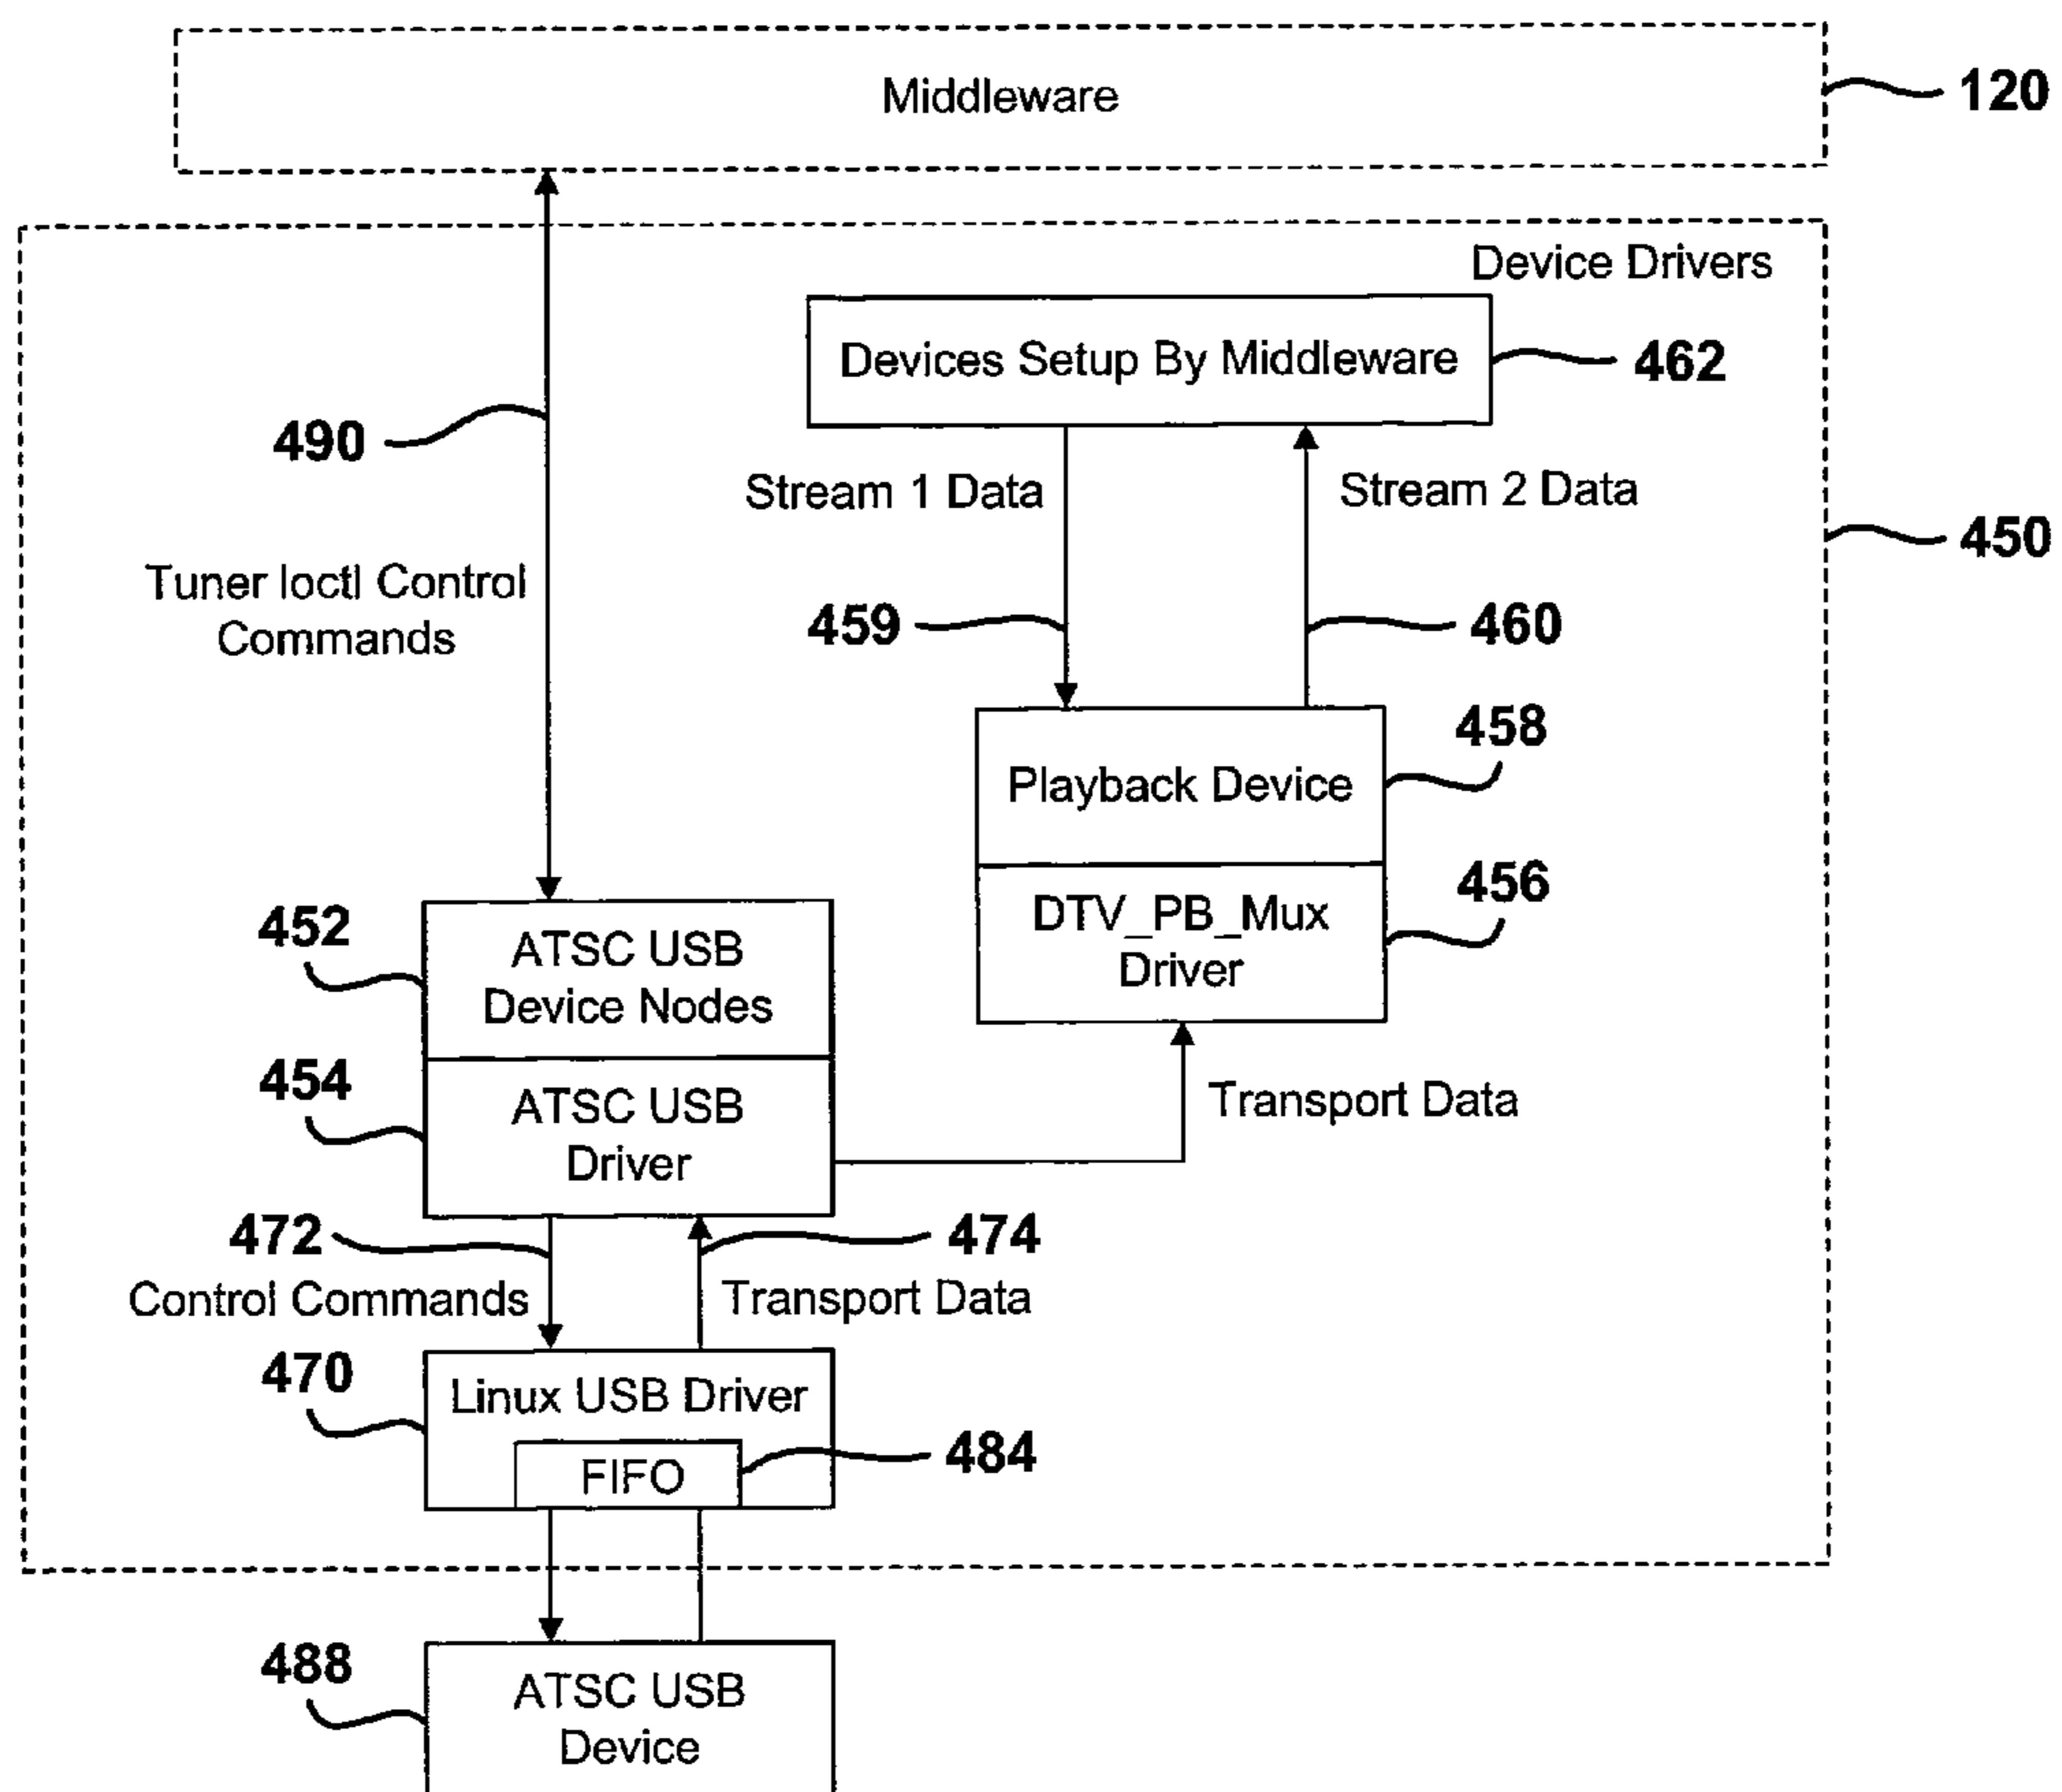 Middleware
120
Device Drivers
Devices Setup By Middleware
462
490
Stream 1 Data
Stream 2 Data
450
Tuner Ioctl Control
Commands
459
460
458
Playback Device
456
DTV_PB_Mux
Driver
452
ATSC USB
Device Nodes
454
ATSC USB
Driver
Transport Data
472
474
Control Commands
Transport Data
470
Linux USB Driver
484
FIFO
488
ATSC USB
Device